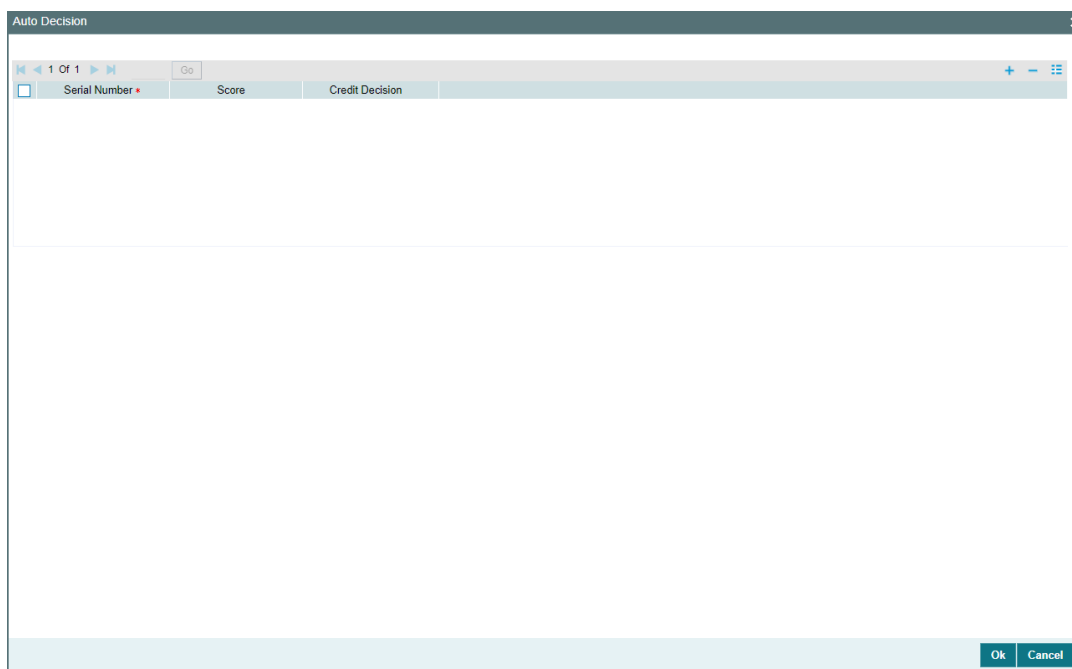 Auto Decision
1 Of 1 Go
Serial Number * Score Credit Decision
Ok Cancel